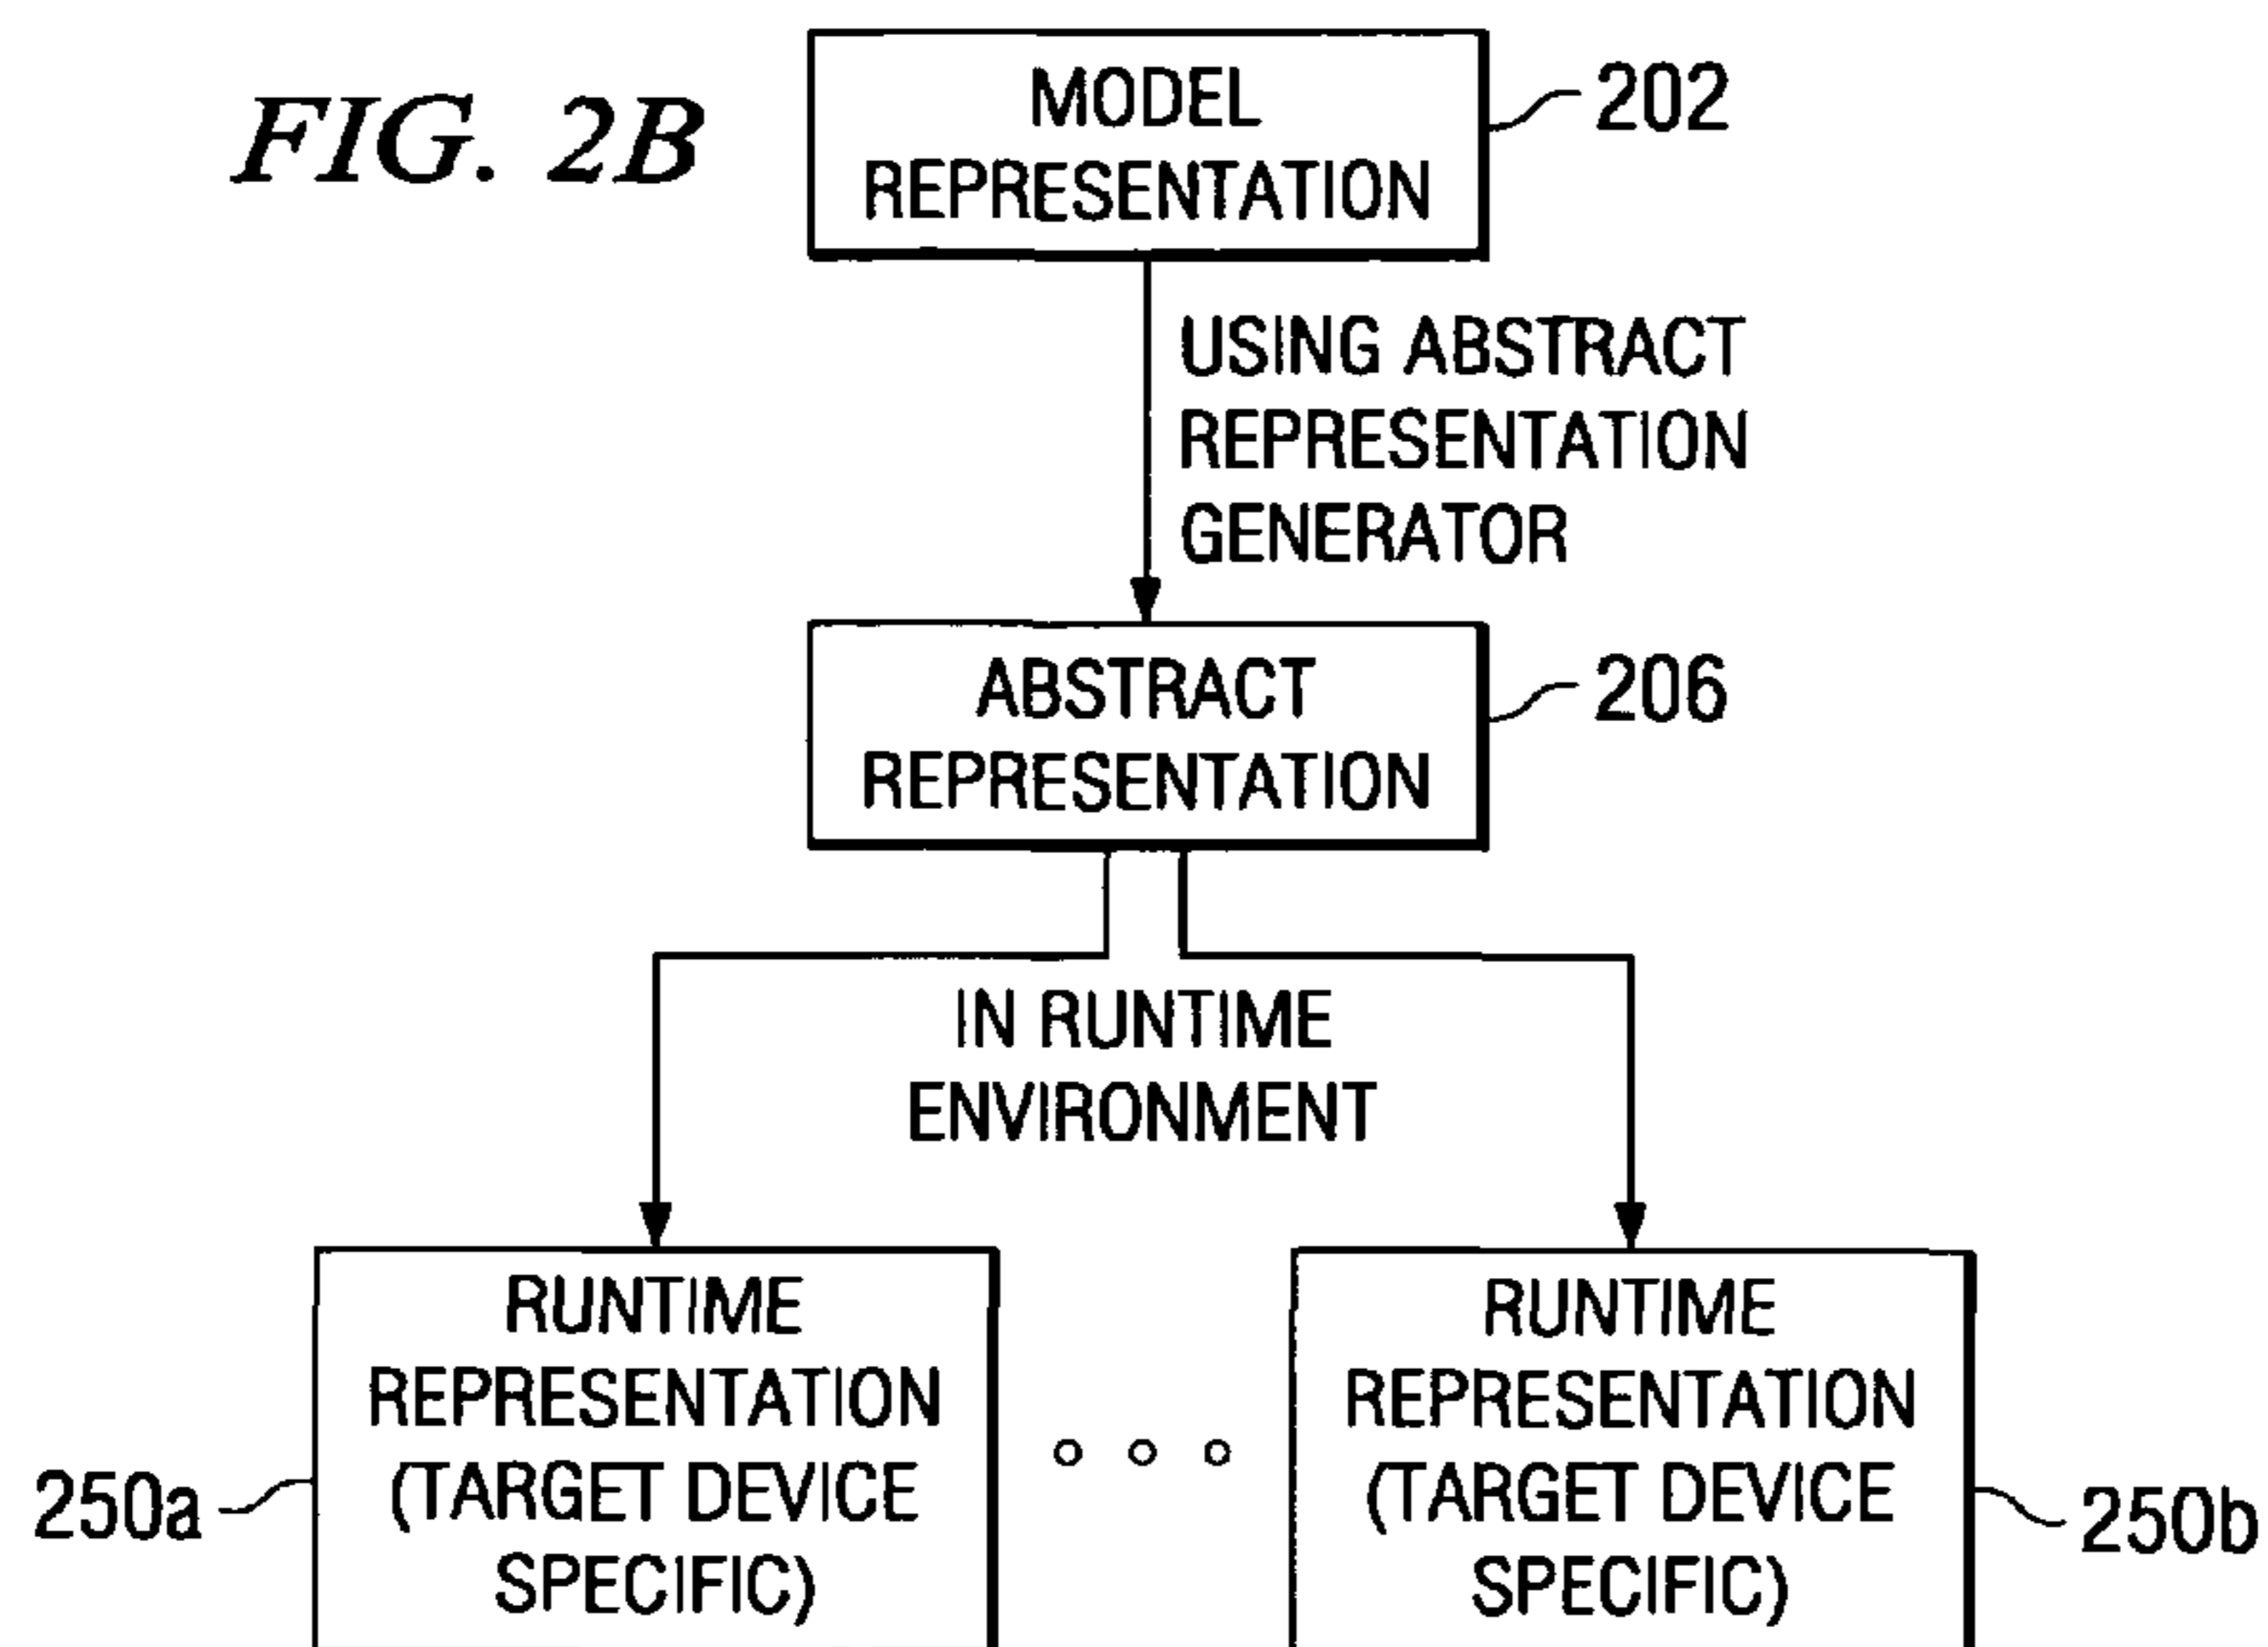 FIG. 2B
MODEL
REPRESENTATION
202
USING ABSTRACT
REPRESENTATION
GENERATOR
ABSTRACT
REPRESENTATION
206
IN RUNTIME
ENVIRONMENT
RUNTIME
REPRESENTATION
(TARGET DEVICE
SPECIFIC)
250a
RUNTIME
REPRESENTATION
(TARGET DEVICE
SPECIFIC)
250b